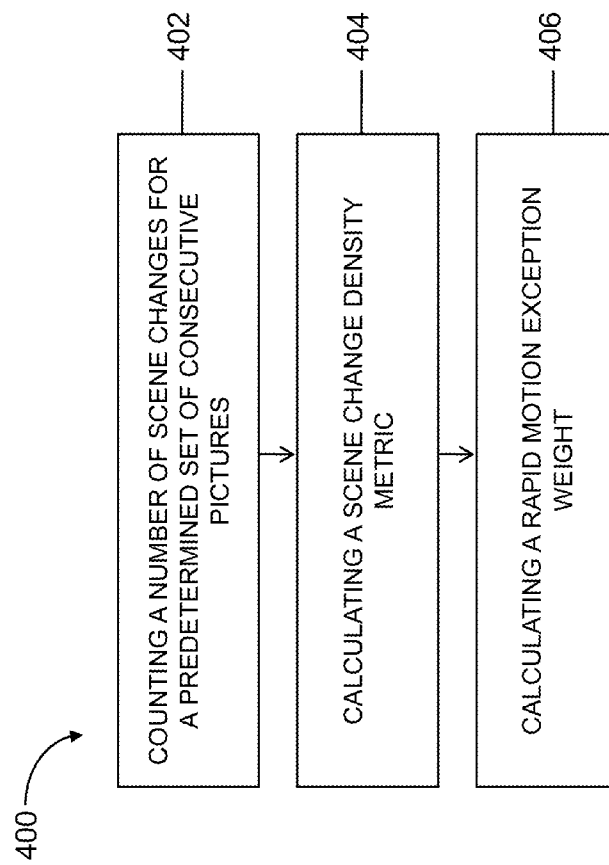 400
COUNTING A NUMBER OF SCENE CHANGES FOR
A PREDETERMINED SET OF CONSECUTIVE
PICTURES
402
CALCULATING A SCENE CHANGE DENSITY
METRIC
404
CALCULATING A RAPID MOTION EXCEPTION
WEIGHT
406